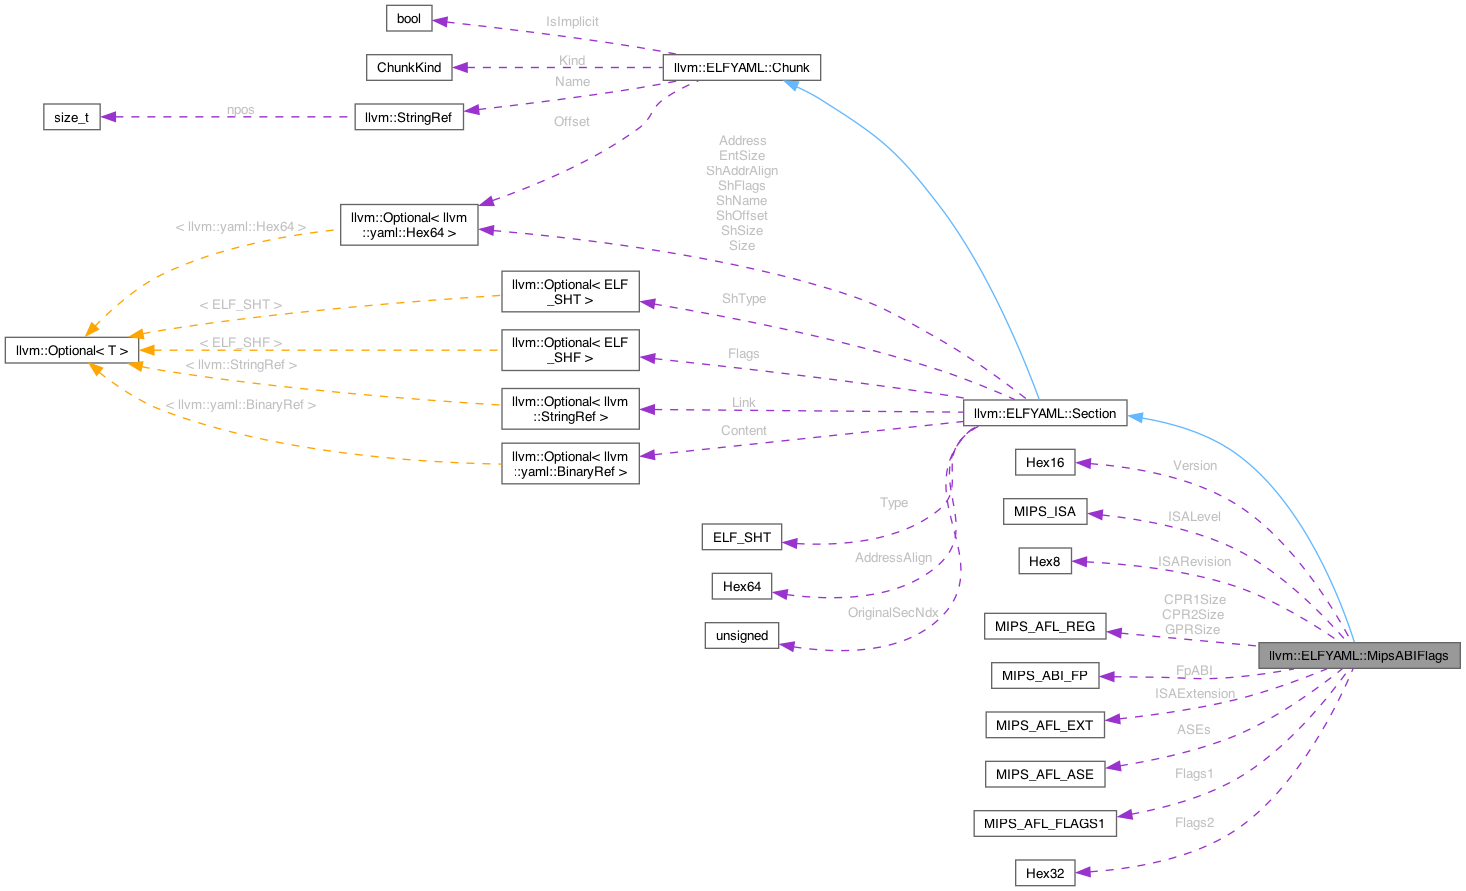 bool
IsImplicit
ChunkKind
Kind
llvm::ELFYAML::Chunk
Name
size_t
npos
llvm::StringRef
Offset
Address
EntSize
ShAddrAlign
ShFlags
ShName
ShOffset
ShSize
Size
llvm::Optional< llvm
::yaml::Hex64 >
< llvm::yaml::Hex64 >
llvm::Optional< ELF
_SHT >
< ELF_SHT >
ShType
llvm::Optional< T >
< ELF_SHF >
llvm::Optional< ELF
_SHF >
Flags
< llvm::StringRef >
llvm::Optional< llvm
::StringRef >
Link
< llvm::yaml::BinaryRef >
llvm::ELFYAML::Section
Content
llvm::Optional< llvm
::yaml::BinaryRef >
Hex16
Version
Type
MIPS_ISA
ISALevel
ELF_SHT
AddressAlign
Hex8
ISARevision
Hex64
OriginalSecNdx
unsigned
CPR1Size
CPR2Size
GPRSize
MIPS_AFL_REG
llvm::ELFYAML::MipsABIFlags
MIPS_ABI_FP
FpABI
ISAExtension
MIPS_AFL_EXT
ASEs
MIPS_AFL_ASE
Flags1
MIPS_AFL_FLAGS1
Flags2
Hex32